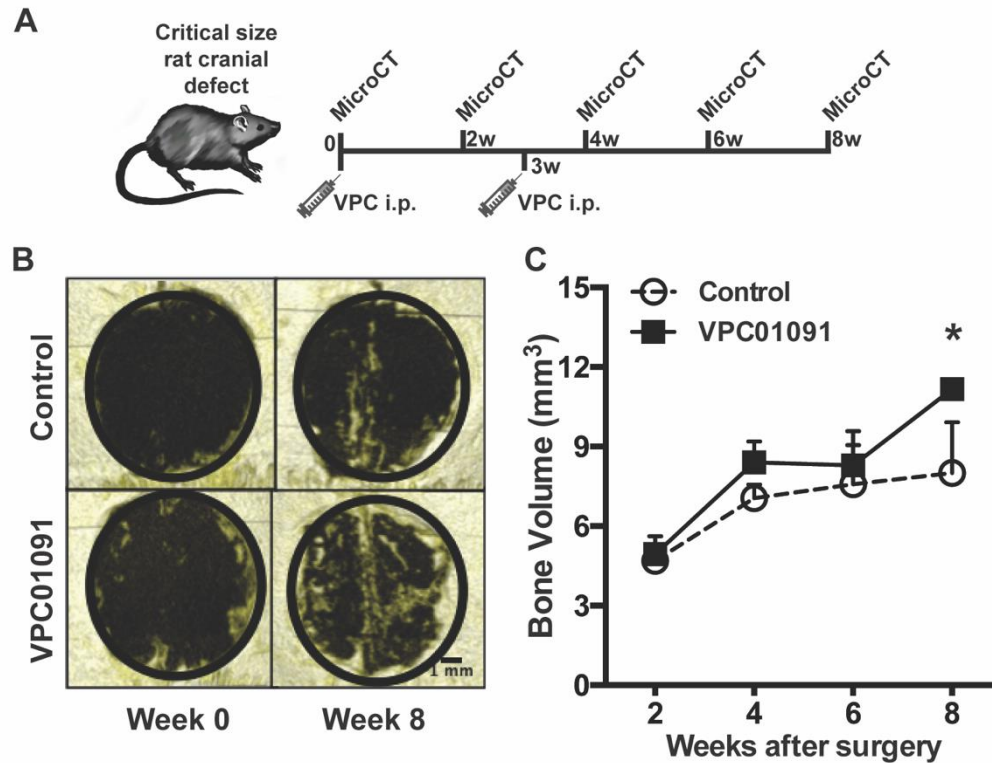 A
Critical size
rat cranial
defect
MicroCT MicroCT MicroCT MicroCT MicroCT
0 2w 4w 6w 8w
3w
VPC i.p. VPC i.p.
B
Control
VPC01091
1 mm
Week 0 Week 8
C
Control
VPC01091
*
Bone Volume (mm³)
15
12
9
6
3
0
2 4 6 8
Weeks after surgery